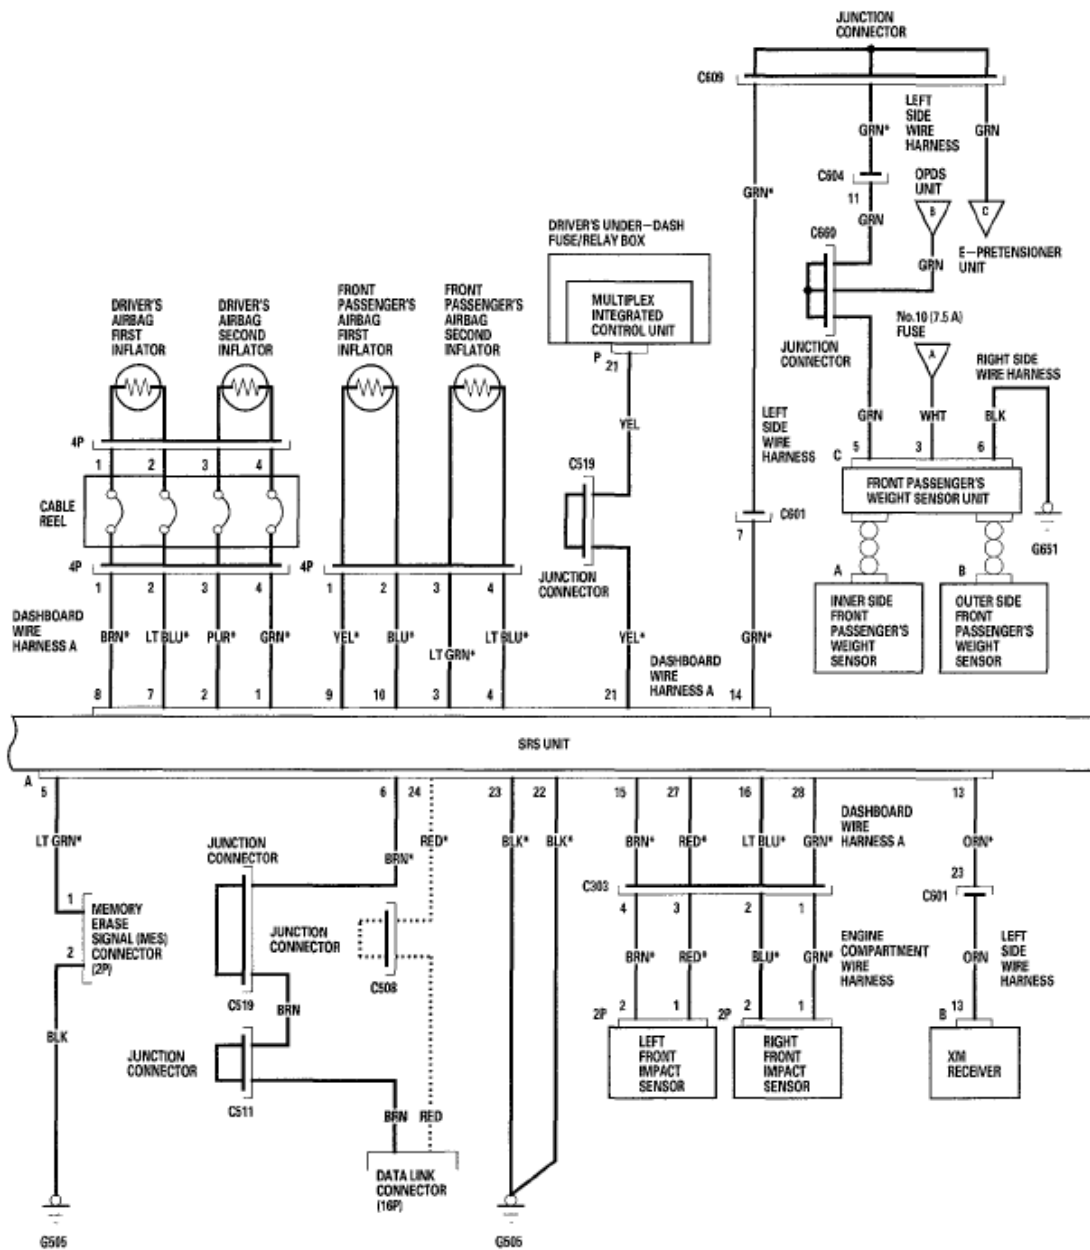 JUNCTION
CONNECTOR
C609
LEFT
SIDE
WIRE
HARNESS
GRN*
GRN
C604
11
GRN
OPDS
UNIT
B
C
GRN*
DRIVER'S UNDER-DASH
FUSE/RELAY BOX
C660
GRN
E-PRETENSIONER
UNIT
MULTIPLEX
INTEGRATED
CONTROL UNIT
P
21
No.10 (7.5 A)
FUSE
A
JUNCTION
CONNECTOR
RIGHT SIDE
WIRE HARNESS
DRIVER'S
AIRBAG
FIRST
INFLATOR
DRIVER'S
AIRBAG
SECOND
INFLATOR
FRONT
PASSENGER'S
AIRBAG
FIRST
INFLATOR
FRONT
PASSENGER'S
AIRBAG
SECOND
INFLATOR
YEL
LEFT
SIDE
WIRE
HARNESS
GRN
WHT
BLK
4P
1 2 3 4
C 5 3 6
C519
FRONT PASSENGER'S
WEIGHT SENSOR UNIT
CABLE
REEL
C601
7
G651
4P
4P
JUNCTION
CONNECTOR
A
B
1 2 3 4
1 2 3 4
INNER SIDE
FRONT
PASSENGER'S
WEIGHT
SENSOR
OUTER SIDE
FRONT
PASSENGER'S
WEIGHT
SENSOR
DASHBOARD
WIRE
HARNESS A
BRN* LT BLU* PUR* GRN*
YEL* BLU* LT GRN* LT BLU*
YEL*
GRN*
DASHBOARD
WIRE
HARNESS A
8 7 2 1 9 10 3 4 21 14
SRS UNIT
A
5 6 24 23 22 15 27 16 28 13
LT GRN*
BRN*
RED*
BLK* BLK*
BRN* RED* LT BLU* GRN*
DASHBOARD
WIRE
HARNESS A
ORN*
JUNCTION
CONNECTOR
23
C303
C601
1
MEMORY
ERASE
SIGNAL (MES)
CONNECTOR
(2P)
2
JUNCTION
CONNECTOR
4 3 2 1
C508
BRN* RED* BLU* GRN*
ENGINE
COMPARTMENT
WIRE
HARNESS
ORN
LEFT
SIDE
WIRE
HARNESS
C519
BRN
2P 2 1
2P 2 1
B 13
BLK
JUNCTION
CONNECTOR
LEFT
FRONT
IMPACT
SENSOR
RIGHT
FRONT
IMPACT
SENSOR
XM
RECEIVER
C511
BRN RED
DATA LINK
CONNECTOR
(16P)
G505
G505